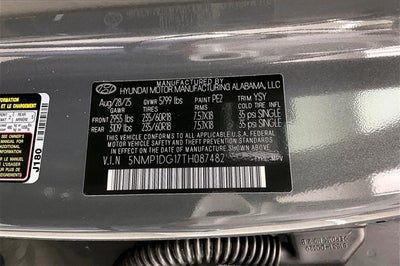 MANUFACTURED BY
HYUNDAI MOTOR MANUFACTURING ALABAMA, LLC
Aug/28/25 GVWR 5799 lbs PAINT PE2 TRIM YSY
GAWR TIRES RIMS COLD TIRE
FRONT 2955 lbs 235/60R18 7.5JX18 35 psi SINGLE
REAR 3109 lbs 235/60R18 7.5JX18 35 psi SINGLE
THIS VEHICLE CONFORMS TO ALL APPLICABLE U.S.
FEDERAL MOTOR VEHICLE SAFETY, BUMPER AND
THEFT PREVENTION STANDARDS IN EFFECT ON THE
DATE OF MANUFACTURE SHOWN ABOVE.
V.I.N 5NMP1DG17TH087482 TYPE:
J180